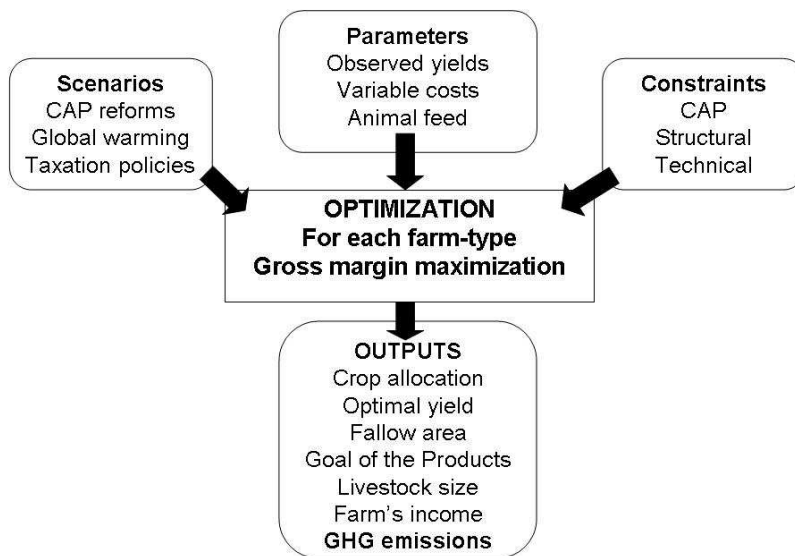 Parameters
Observed yields
Variable costs
Animal feed
Scenarios
CAP reforms
Global warming
Taxation policies
Constraints
CAP
Structural
Technical
OPTIMIZATION
For each farm-type
Gross margin maximization
OUTPUTS
Crop allocation
Optimal yield
Fallow area
Goal of the Products
Livestock size
Farm's income
GHG emissions